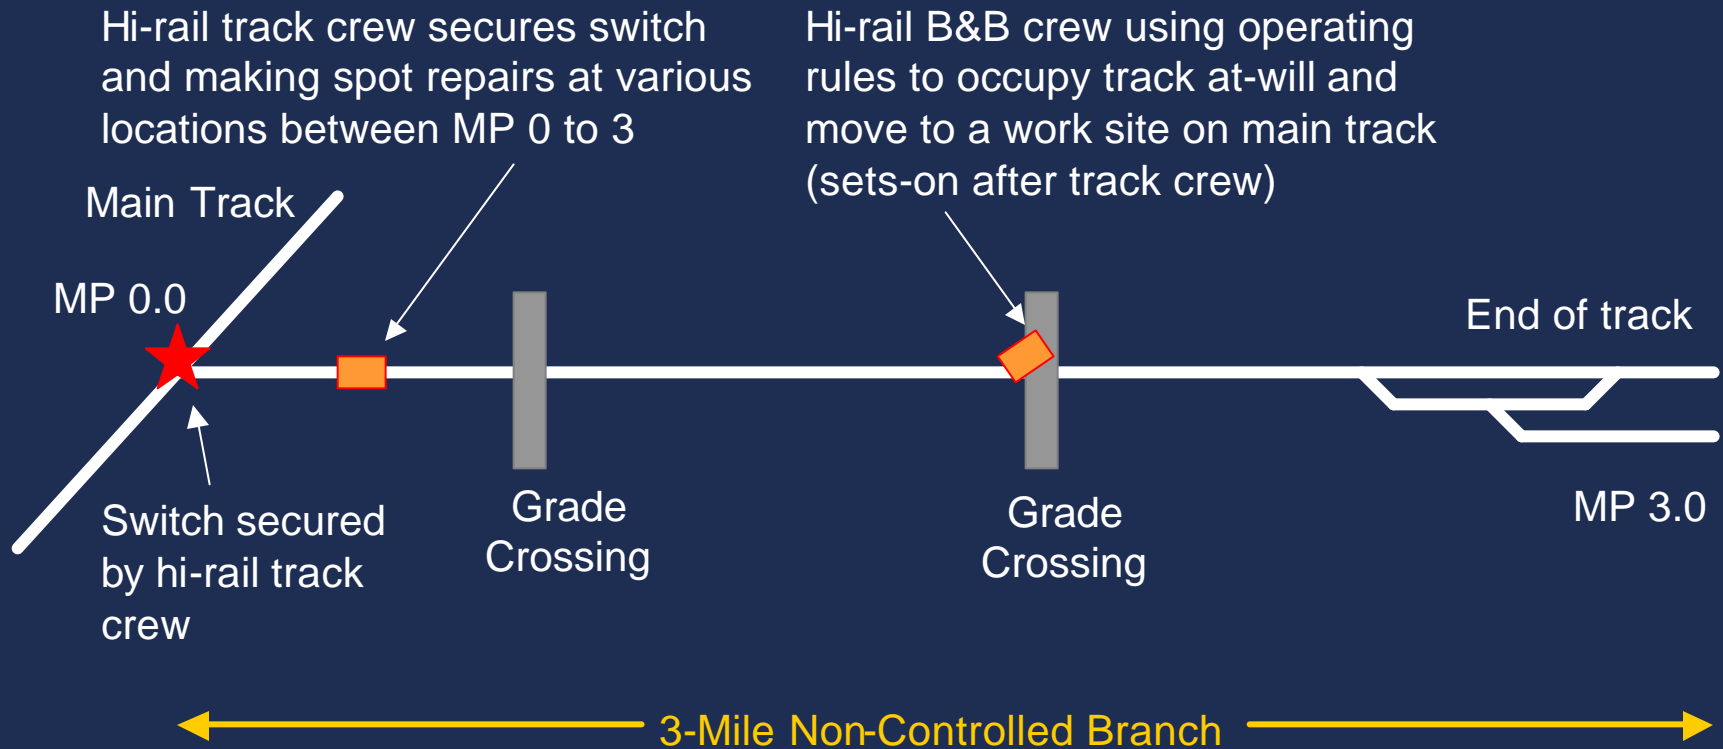 Hi-rail track crew secures switch
and making spot repairs at various
locations between MP 0 to 3
Hi-rail B&B crew using operating
rules to occupy track at-will and
move to a work site on main track
(sets-on after track crew)
Main Track
MP 0.0
End of track
Switch secured
by hi-rail track
crew
Grade
Crossing
Grade
Crossing
MP 3.0
3-Mile Non-Controlled Branch